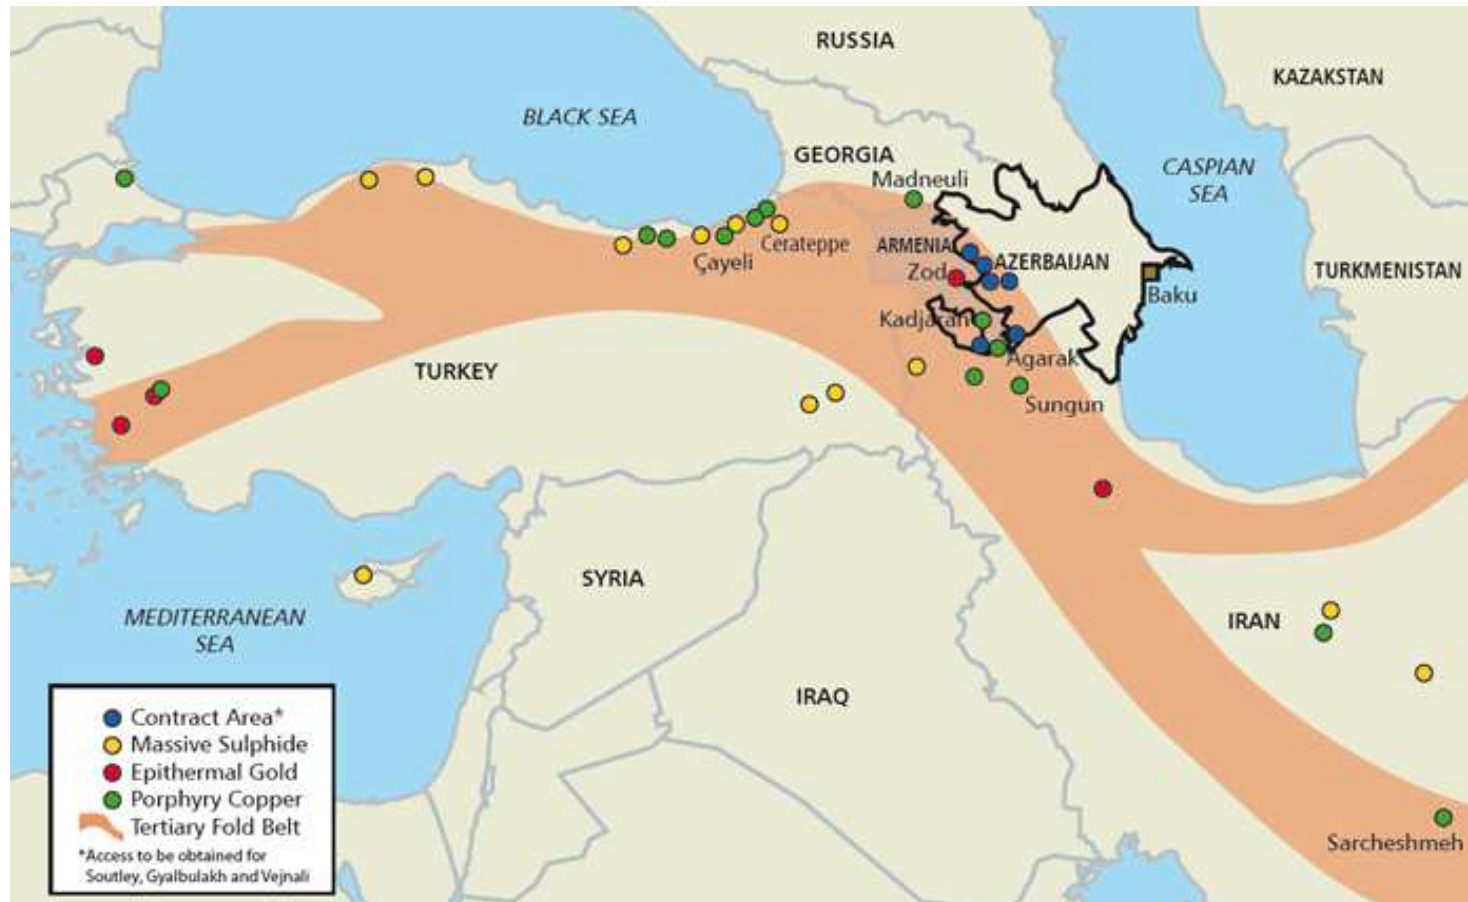 RUSSIA
KAZAKSTAN
BLACK SEA
GEORGIA
CASPIAN
SEA
Madneuli
Cerateppe
ARMENIA
AZERBAIJAN
Çayeli
Zod
TURKMENISTAN
Baku
Kadjaran
Agarak
TURKEY
Sungun
SYRIA
MEDITERRANEAN
SEA
IRAN
IRAQ
Sarcheshmeh
Contract Area*
Massive Sulphide
Epithermal Gold
Porphyry Copper
Tertiary Fold Belt
*Access to be obtained for
Soutley, Gyalbulakh and Vejnali